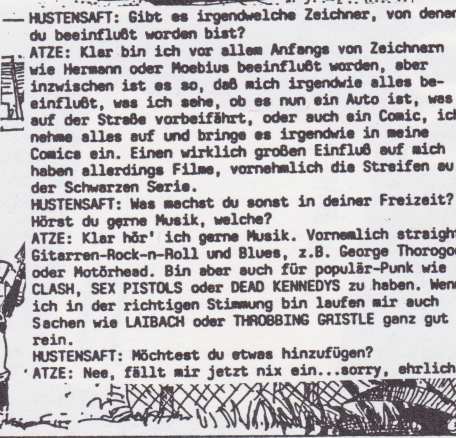 HUSTENSAFT: Gibt es irgendwelche Zeichner, von denen
du beeinflußt worden bist?
ATZE: Klar bin ich vor allem Anfangs von Zeichnern
wie Hermann oder Moebius beeinflußt worden, aber
inzwischen ist es so, daß mich irgendwie alles be-
einflußt, was ich sehe, ob es nun ein Auto ist, was
auf der Straße vorbeifährt, oder auch ein Comic, ich
nehme alles auf und bringe es irgendwie in meine
Comics ein. Einen wirklich großen Einfluß auf mich
haben allerdings Filme, vornehmlich die Streifen au
der Schwarzen Serie.
HUSTENSAFT: Was machst du sonst in deiner Freizeit?
Hörst du gerne Musik, welche?
ATZE: Klar hör' ich gerne Musik. Vornemlich straight
Gitarren-Rock-n-Roll und Blues, z.B. George Thorogoo
oder Motörhead. Bin aber auch für populär-Punk wie
CLASH, SEX PISTOLS oder DEAD KENNEDYS zu haben. Wenn
ich in der richtigen Stimmung bin laufen mir auch
Sachen wie LAIBACH oder THROBBING GRISTLE ganz gut
rein.
HUSTENSAFT: Möchtest du etwas hinzufügen?
ATZE: Nee, fällt mir jetzt nix ein...sorry, ehrlich